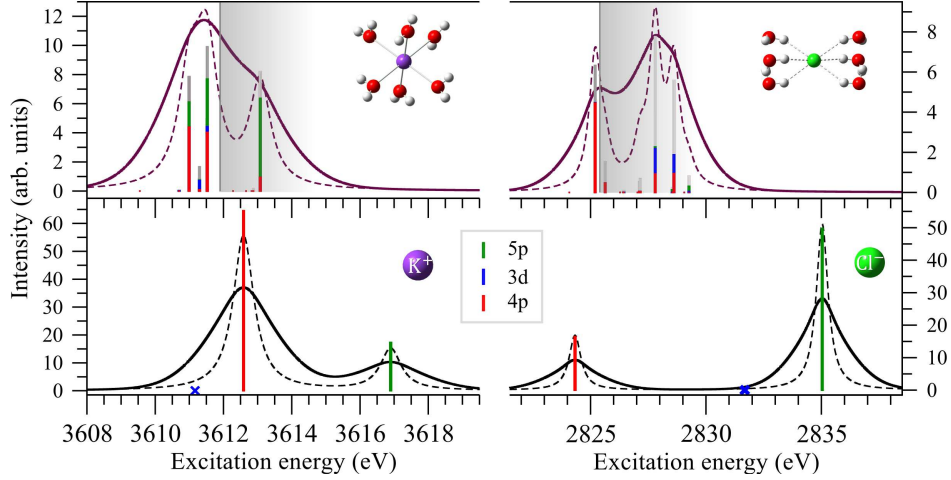 14
12
10
8
6
4
2
0
8
6
4
2
0
Intensity (arb. units)
60
50
40
30
20
10
0
K+
5p
3d
4p
Cl−
50
40
30
20
10
0
3608 3610 3612 3614 3616 3618
2825 2830 2835
Excitation energy (eV) Excitation energy (eV)